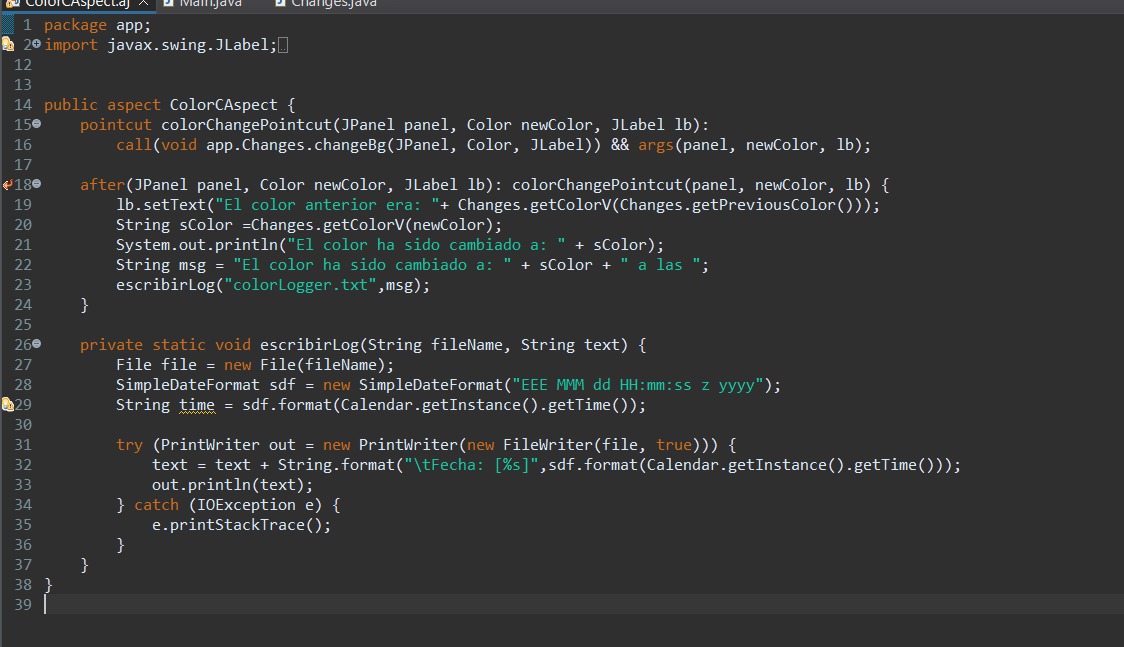 ColorCAspect.aj Main.java Changes.java
1 package app;
2 import javax.swing.JLabel;
12
13
14 public aspect ColorCAspect {
15 pointcut colorChangePointcut(JPanel panel, Color newColor, JLabel lb):
16 call(void app.Changes.changeBg(JPanel, Color, JLabel)) && args(panel, newColor, lb);
17
18 after(JPanel panel, Color newColor, JLabel lb): colorChangePointcut(panel, newColor, lb) {
19 lb.setText("El color anterior era: "+ Changes.getColorV(Changes.getPreviousColor()));
20 String sColor =Changes.getColorV(newColor);
21 System.out.println("El color ha sido cambiado a: " + sColor);
22 String msg = "El color ha sido cambiado a: " + sColor + " a las ";
23 escribirLog("colorLogger.txt",msg);
24 }
25
26 private static void escribirLog(String fileName, String text) {
27 File file = new File(fileName);
28 SimpleDateFormat sdf = new SimpleDateFormat("EEE MMM dd HH:mm:ss z yyyy");
29 String time = sdf.format(Calendar.getInstance().getTime());
30
31 try (PrintWriter out = new PrintWriter(new FileWriter(file, true))) {
32 text = text + String.format("\tFecha: [%s]",sdf.format(Calendar.getInstance().getTime()));
33 out.println(text);
34 } catch (IOException e) {
35 e.printStackTrace();
36 }
37 }
38 }
39